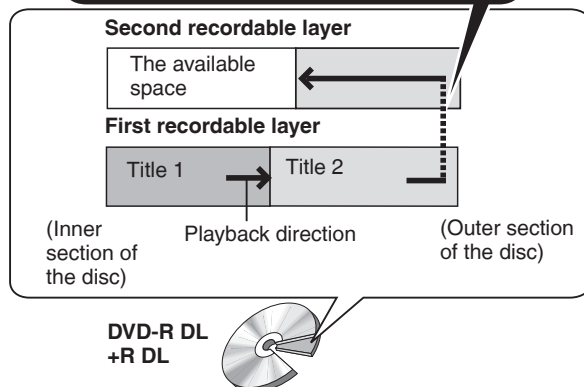 Second recordable layer
The available
space
First recordable layer
Title 1
Title 2
(Inner
section of
the disc)
Playback direction
(Outer section
of the disc)
DVD-R DL
+R DL